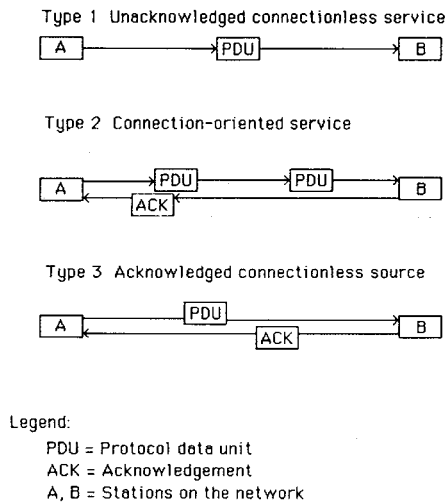 Type 1 Unacknowledged connectionless service
A PDU B
Type 2 Connection-oriented service
A PDU PDU B
ACK
Type 3 Acknowledged connectionless source
A PDU B
ACK
Legend:
PDU = Protocol data unit
ACK = Acknowledgement
A, B = Stations on the network